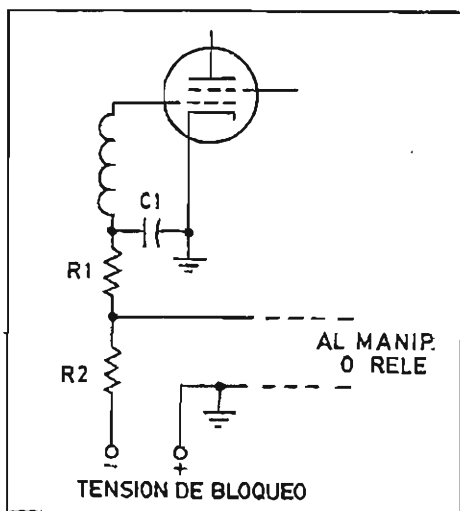 C1
R1
AL MANIP.
O RELE
R2
-
+
TENSION DE BLOQUEO